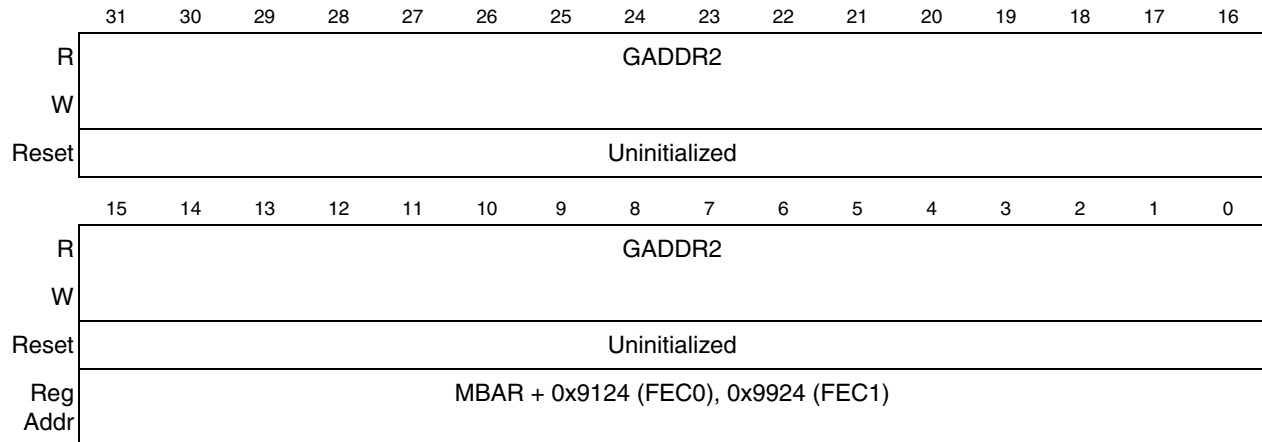 31 30 29 28 27 26 25 24 23 22 21 20 19 18 17 16
R GADDR2
W
Reset Uninitialized
15 14 13 12 11 10 9 8 7 6 5 4 3 2 1 0
R GADDR2
W
Reset Uninitialized
Reg MBAR + 0x9124 (FEC0), 0x9924 (FEC1)
Addr